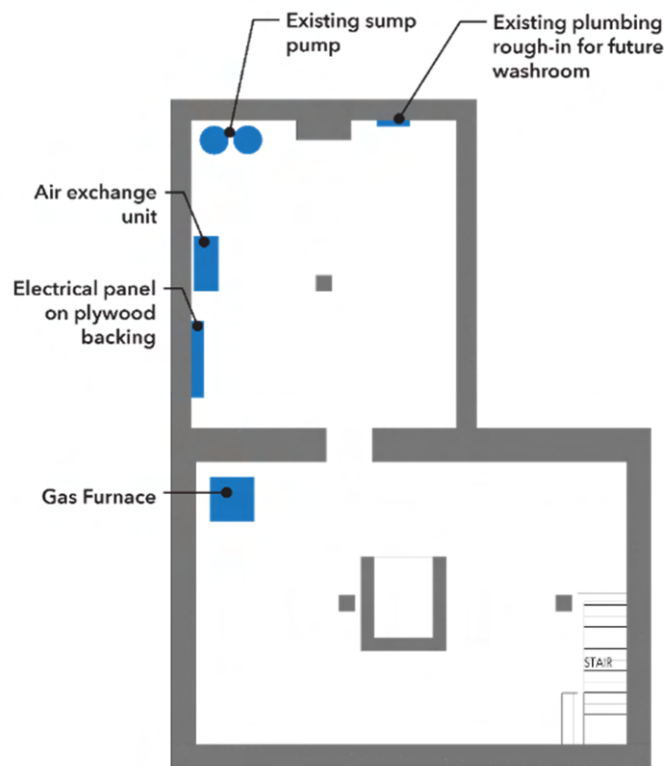 Existing sump
pump
Existing plumbing
rough-in for future
washroom
Air exchange
unit
Electrical panel
on plywood
backing
Gas Furnace
STAIR